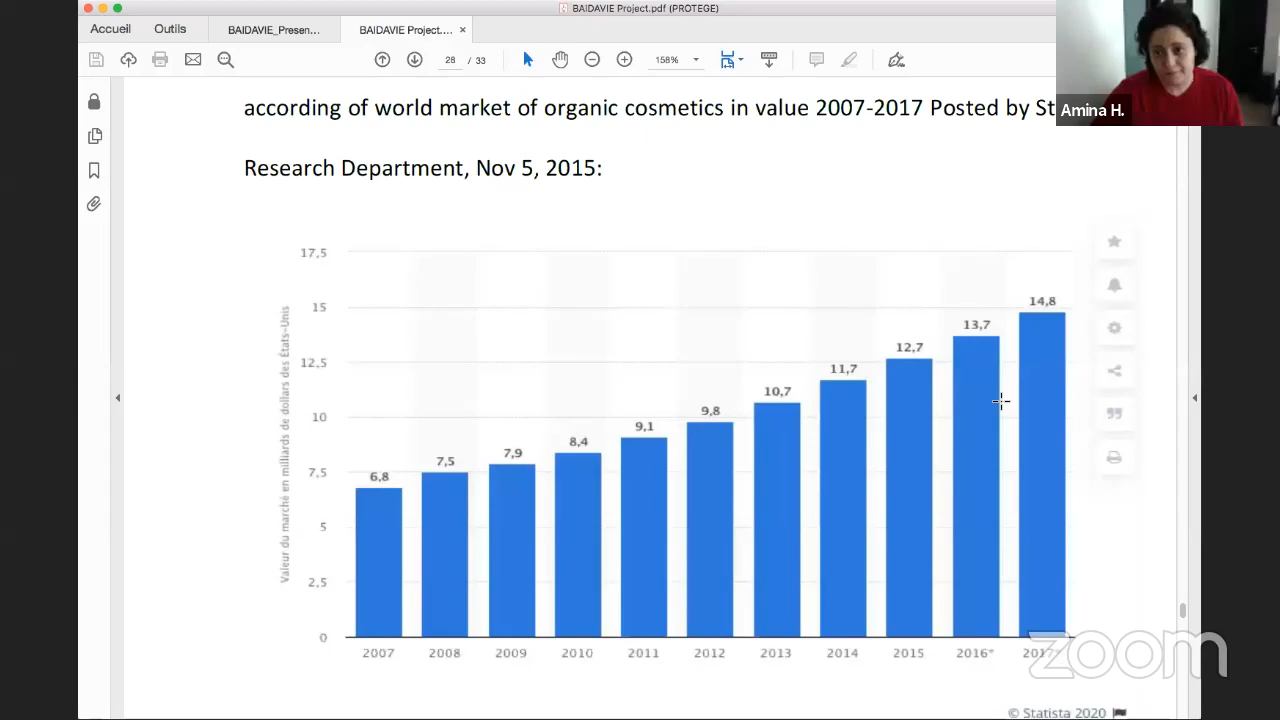 BAIDAVIE Project.pdf (PROTEGE)
Accueil Outils BAIDAVIE_Presen... BAIDAVIE Project.... ×
28 / 33 158%
Amina H.
according of world market of organic cosmetics in value 2007-2017 Posted by St
Research Department, Nov 5, 2015:
Valeur du marché en milliards de dollars des États-Unis
17,5
15
12,5
10
7,5
5
2,5
0
6,8 7,5 7,9 8,4 9,1 9,8 10,7 11,7 12,7 13,7 14,8
2007 2008 2009 2010 2011 2012 2013 2014 2015 2016* 2017*
zoom
© Statista 2020